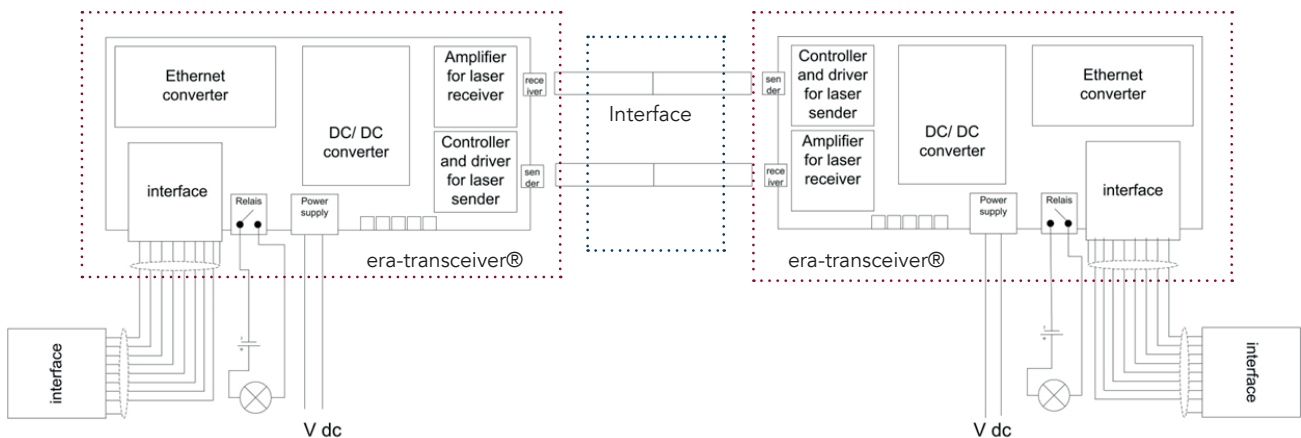 Ethernet
converter
DC/ DC
converter
Amplifier
for laser
receiver
rece
iver
Controller
and driver
for laser
sender
sen
der
interface
Relais
Power
supply
era-transceiver®
interface
V dc
Interface
sen
der
Controller
and driver
for laser
sender
Amplifier
for laser
receiver
rece
iver
DC/ DC
converter
Ethernet
converter
Power
supply
Relais
interface
era-transceiver®
interface
V dc